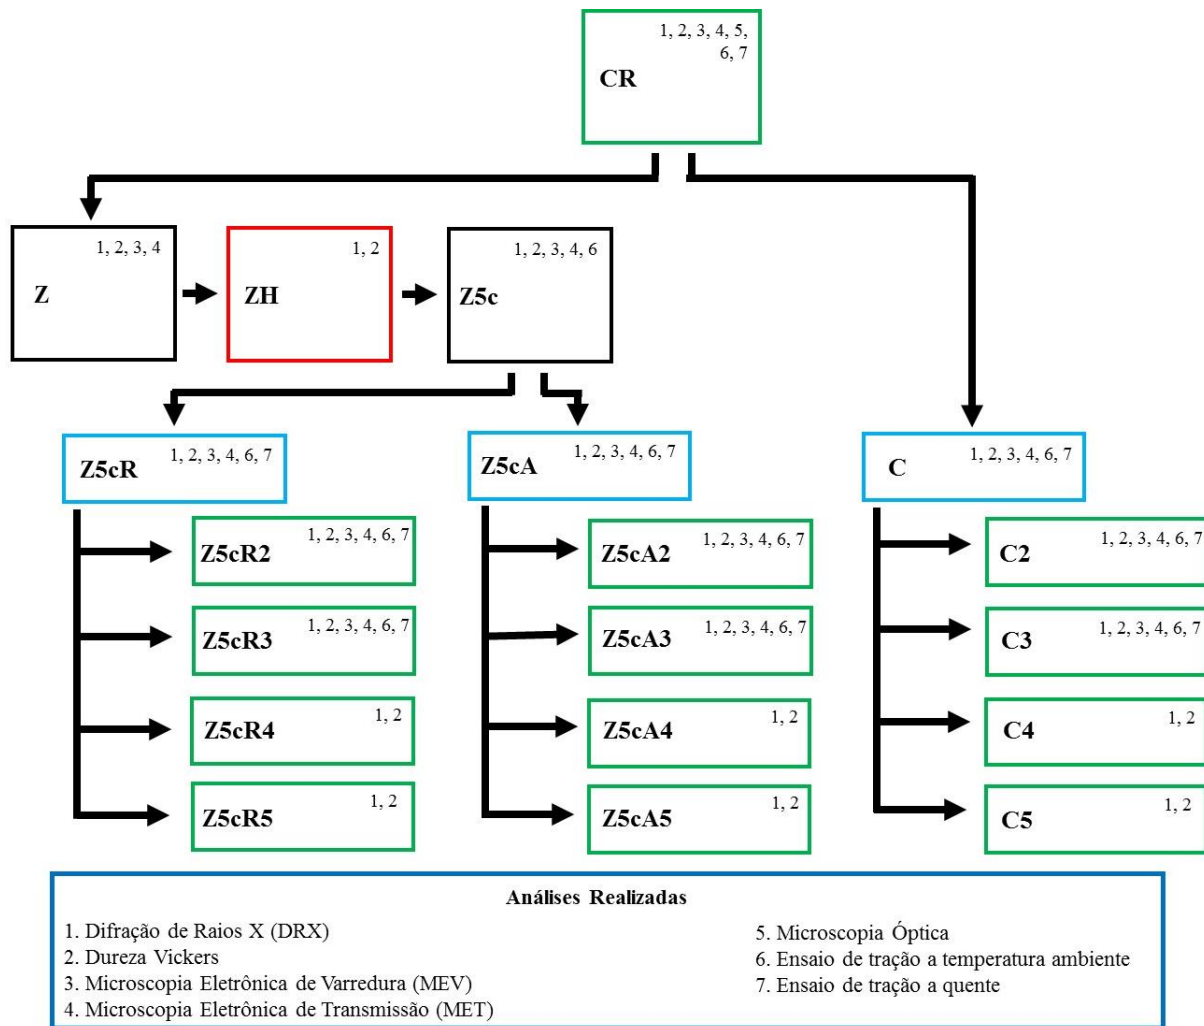 1, 2, 3, 4, 5,
6, 7
CR
1, 2, 3, 4
Z
1, 2
ZH
1, 2, 3, 4, 6
Z5c
1, 2, 3, 4, 6, 7
Z5cR
1, 2, 3, 4, 6, 7
Z5cA
1, 2, 3, 4, 6, 7
C
1, 2, 3, 4, 6, 7
Z5cR2
1, 2, 3, 4, 6, 7
Z5cA2
1, 2, 3, 4, 6, 7
C2
1, 2, 3, 4, 6, 7
Z5cR3
1, 2, 3, 4, 6, 7
Z5cA3
1, 2, 3, 4, 6, 7
C3
1, 2
Z5cR4
1, 2
Z5cA4
1, 2
C4
1, 2
Z5cR5
1, 2
Z5cA5
1, 2
C5
Análises Realizadas
1. Difração de Raios X (DRX)
2. Dureza Vickers
3. Microscopia Eletrônica de Varredura (MEV)
4. Microscopia Eletrônica de Transmissão (MET)
5. Microscopia Óptica
6. Ensaio de tração a temperatura ambiente
7. Ensaio de tração a quente